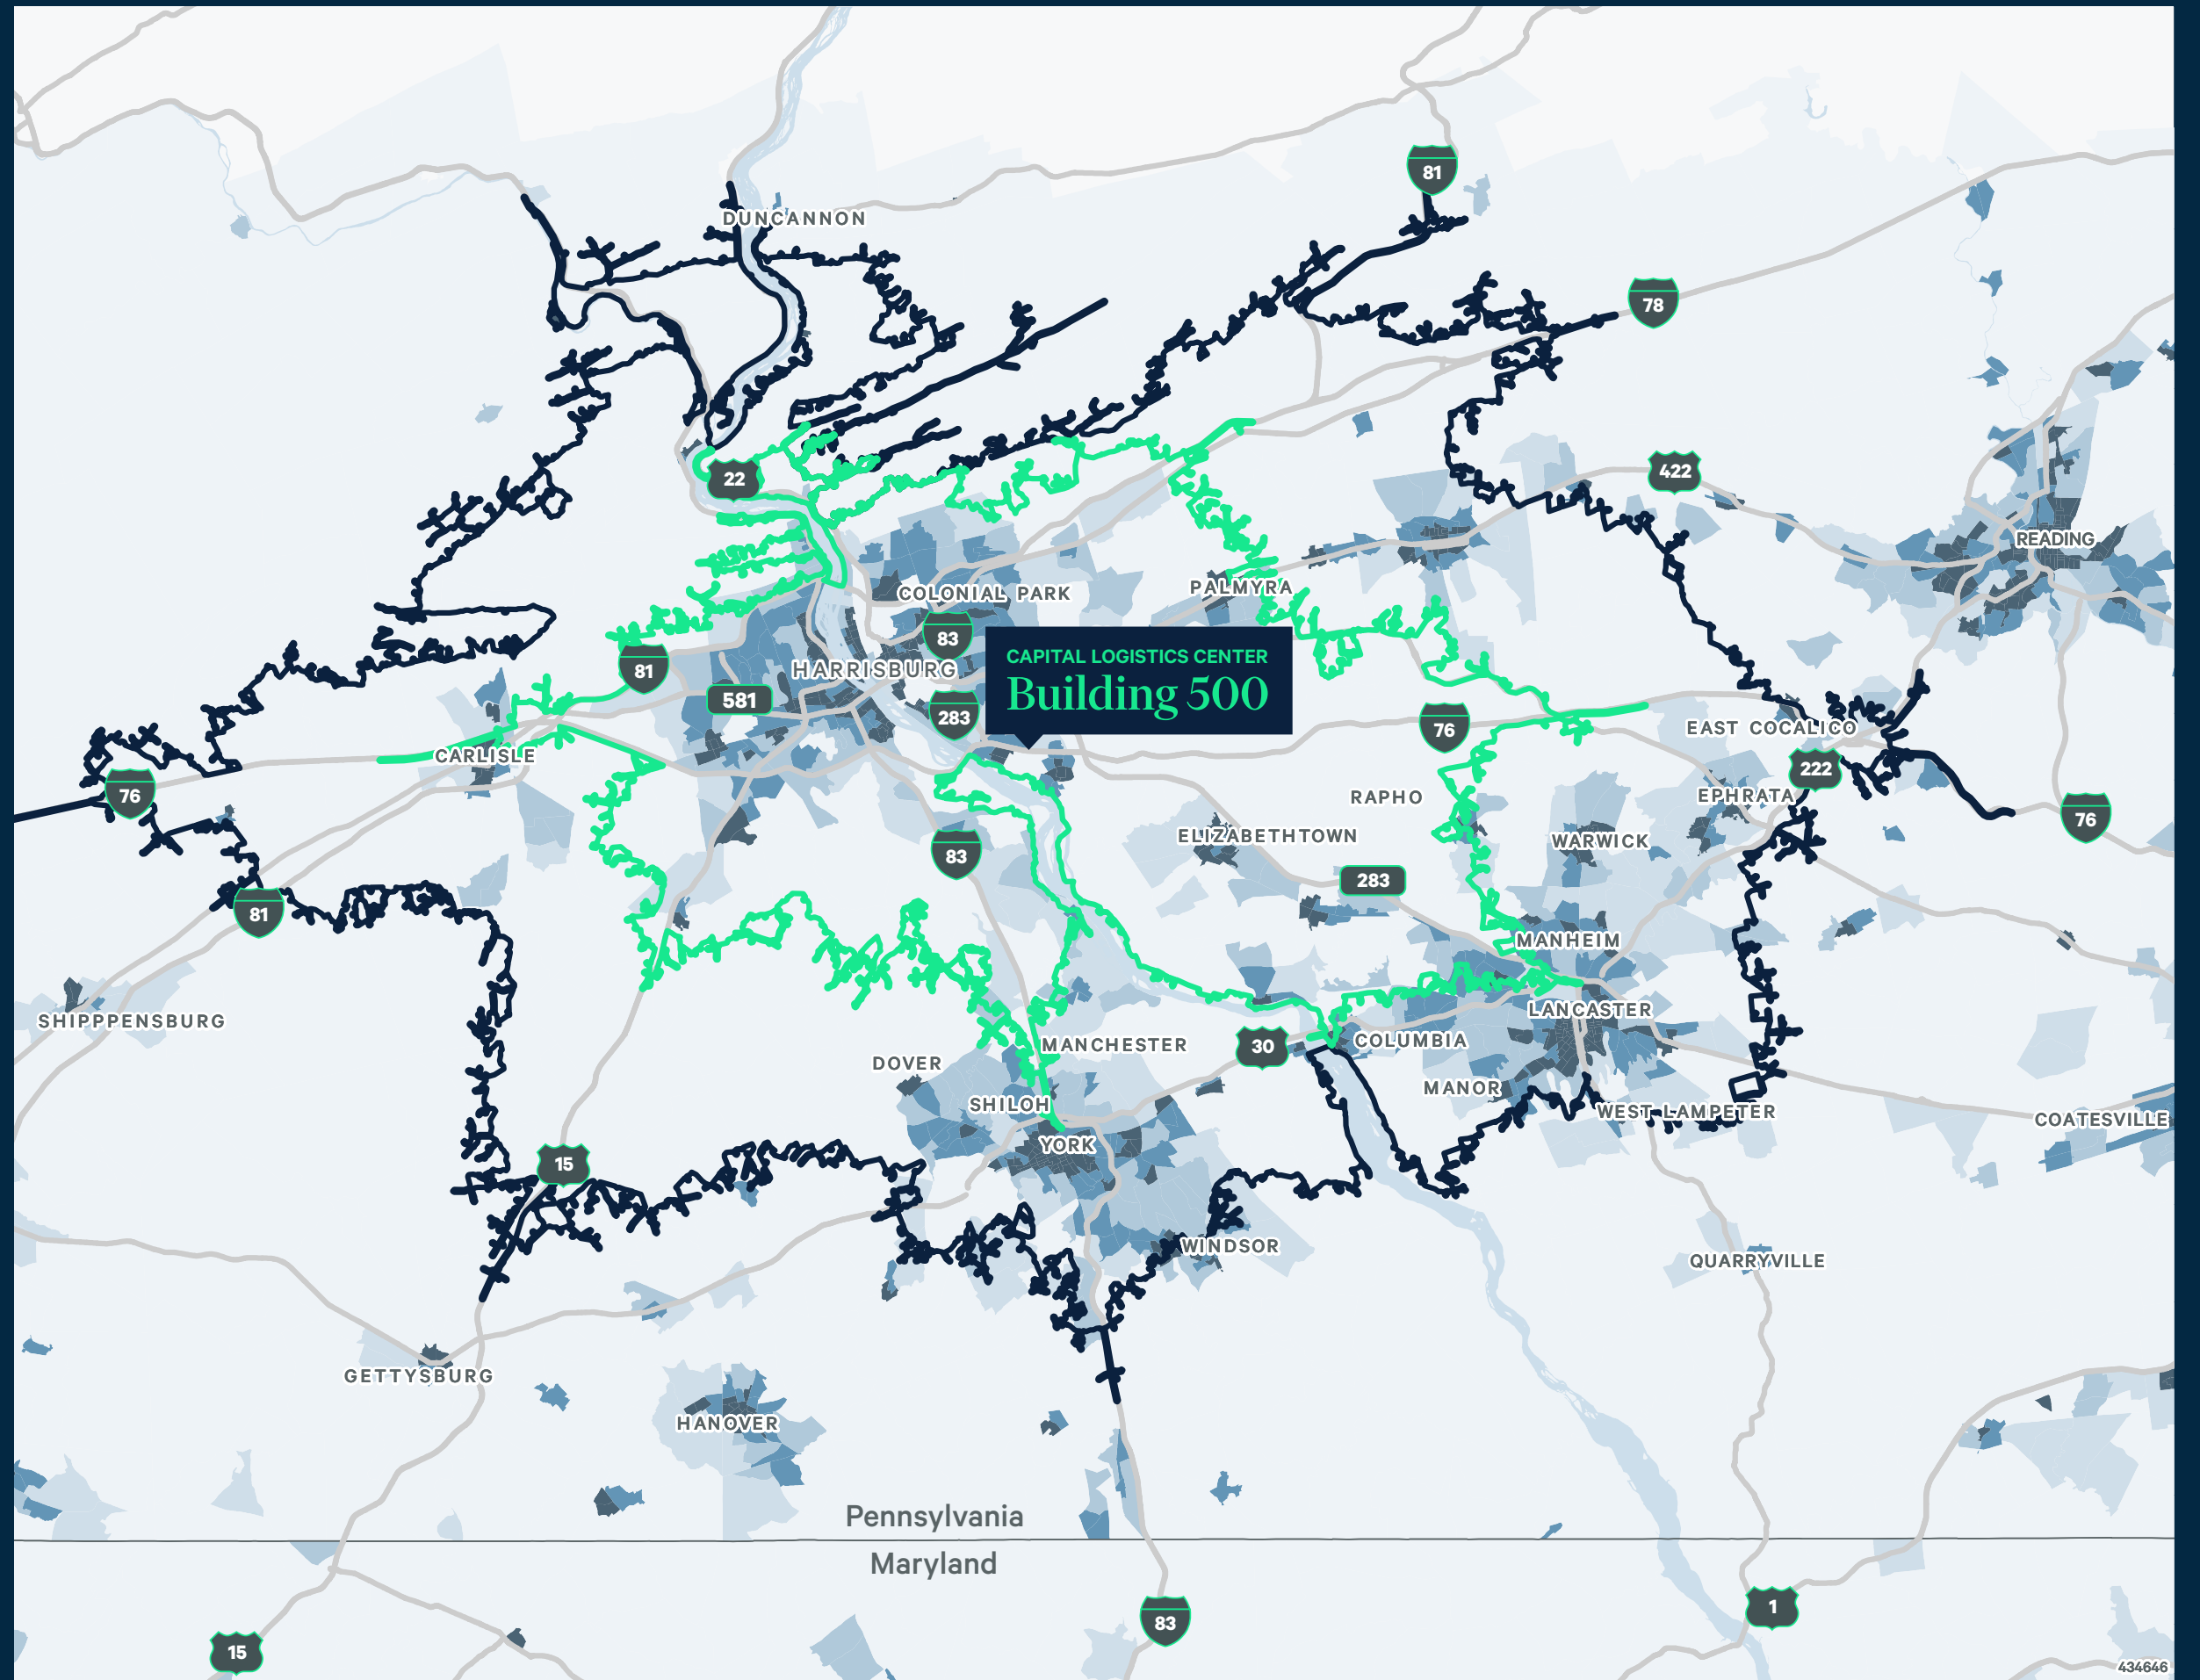 81
DUNCANNON
78
22
422
READING
COLONIAL PARK
PALMYRA
83
CAPITAL LOGISTICS CENTER
Building 500
81
HARRISBURG
581
283
76
EAST COCALICO
CARLISLE
222
76
RAPHO
EPHRATA
76
ELIZABETHTOWN
WARWICK
83
283
81
MANHEIM
SHIPPPENSBURG
LANCASTER
30
COLUMBIA
MANCHESTER
DOVER
MANOR
SHILOH
WEST LAMPETER
COATESVILLE
YORK
15
WINDSOR
QUARRYVILLE
GETTYSBURG
HANOVER
Pennsylvania
Maryland
1
83
15
434646